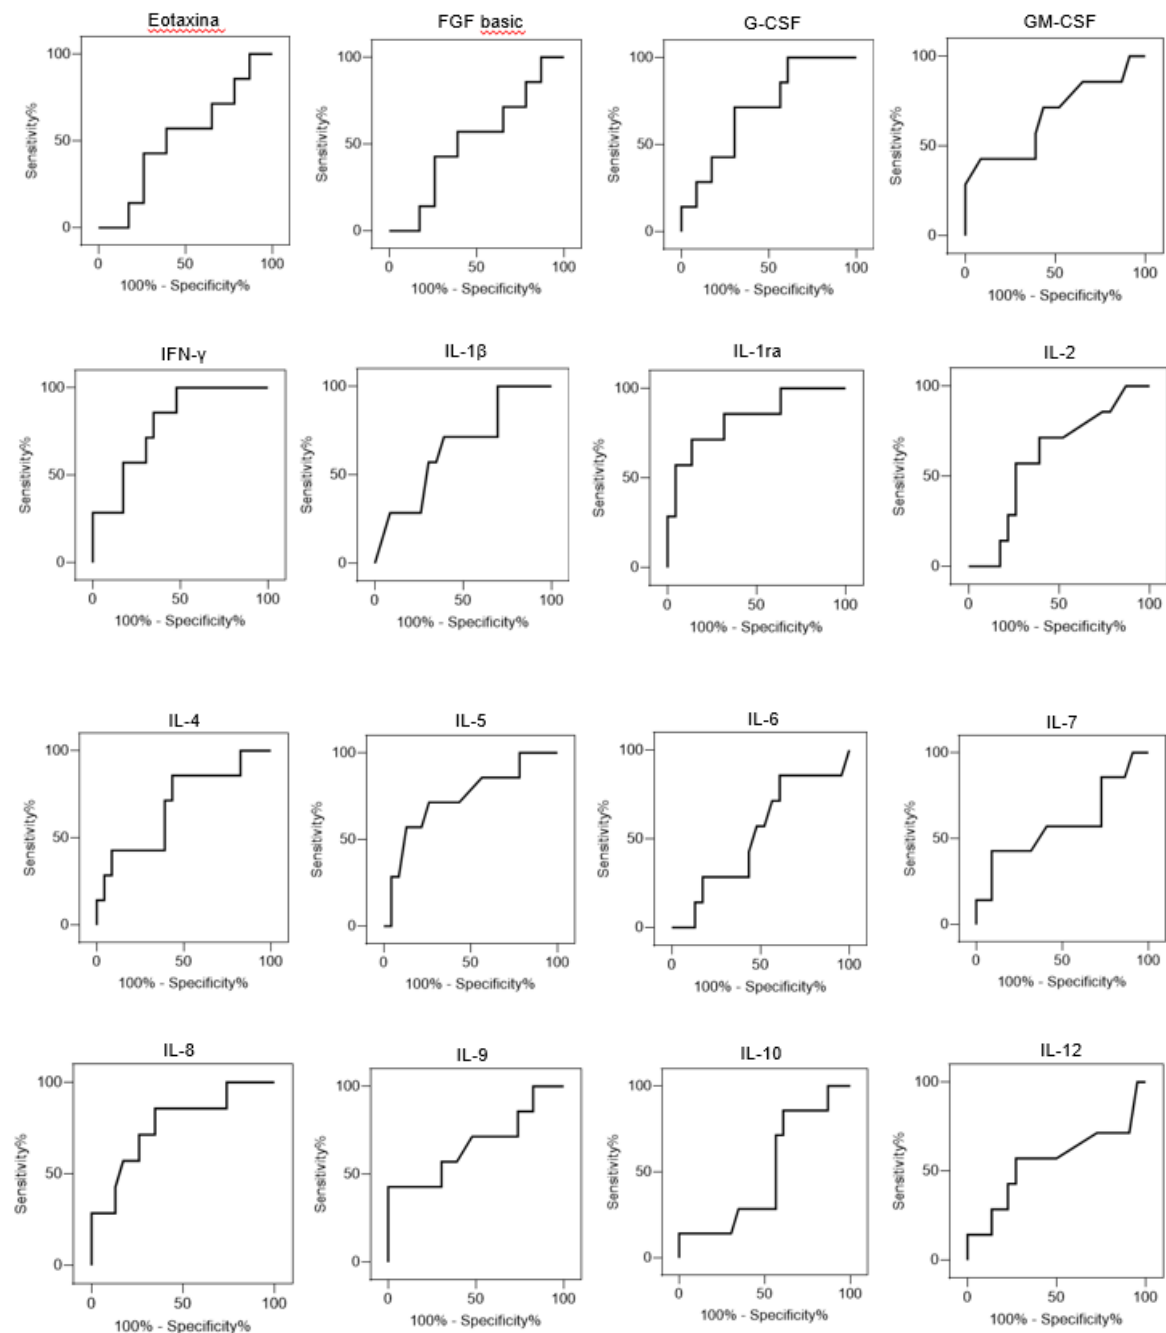 Eotaxina
FGF basic
G-CSF
GM-CSF
100
50
0
Sensitivity%
0 50 100
100% - Specificity%
100
50
0
Sensitivity%
0 50 100
100% - Specificity%
100
50
0
Sensitivity%
0 50 100
100% - Specificity%
100
50
0
Sensitivity%
0 50 100
100% - Specificity%
IFN-γ
IL-1β
IL-1ra
IL-2
100
50
0
Sensitivity%
0 50 100
100% - Specificity%
100
50
0
Sensitivity%
0 50 100
100% - Specificity%
100
50
0
Sensitivity%
0 50 100
100% - Specificity%
100
50
0
Sensitivity%
0 50 100
100% - Specificity%
IL-4
IL-5
IL-6
IL-7
100
50
0
Sensitivity%
0 50 100
100% - Specificity%
100
50
0
Sensitivity%
0 50 100
100% - Specificity%
100
50
0
Sensitivity%
0 50 100
100% - Specificity%
100
50
0
Sensitivity%
0 50 100
100% - Specificity%
IL-8
IL-9
IL-10
IL-12
100
50
0
Sensitivity%
0 50 100
100% - Specificity%
100
50
0
Sensitivity%
0 50 100
100% - Specificity%
100
50
0
Sensitivity%
0 50 100
100% - Specificity%
100
50
0
Sensitivity%
0 50 100
100% - Specificity%